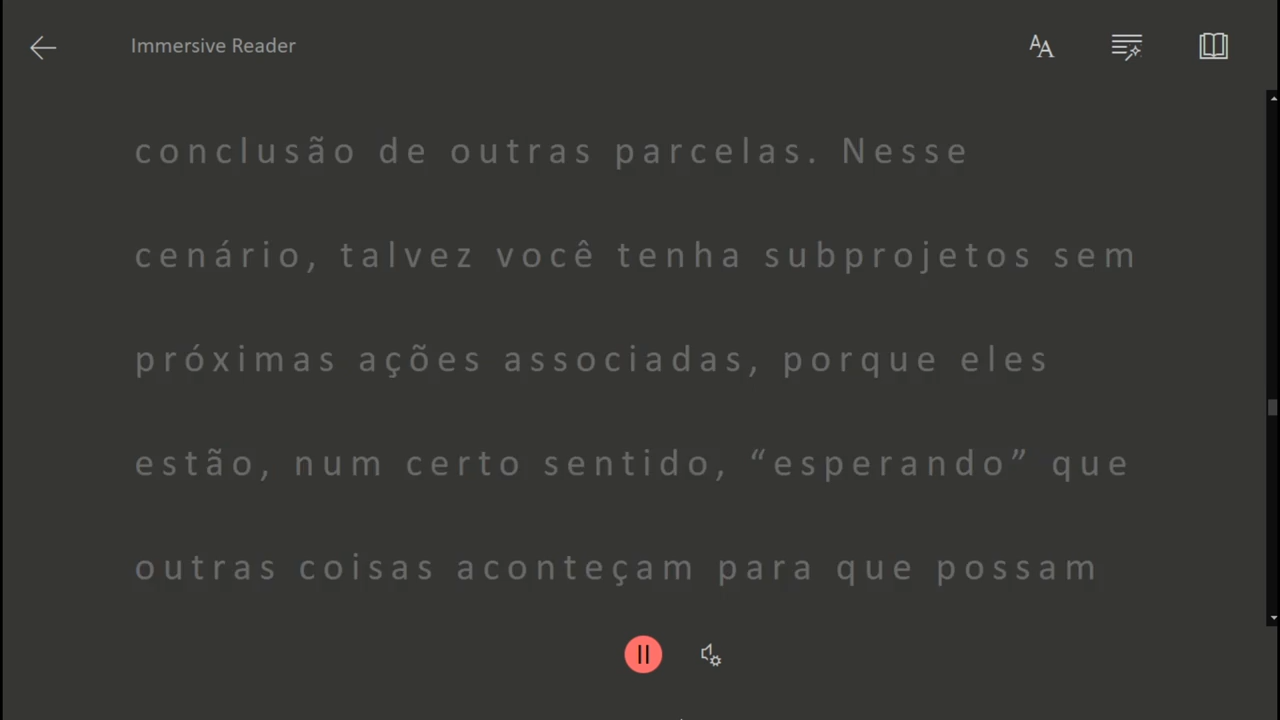 Immersive Reader
conclusão de outras parcelas. Nesse
cenário, talvez você tenha subprojetos sem
próximas ações associadas, porque eles
estão, num certo sentido, “esperando” que
outras coisas aconteçam para que possam